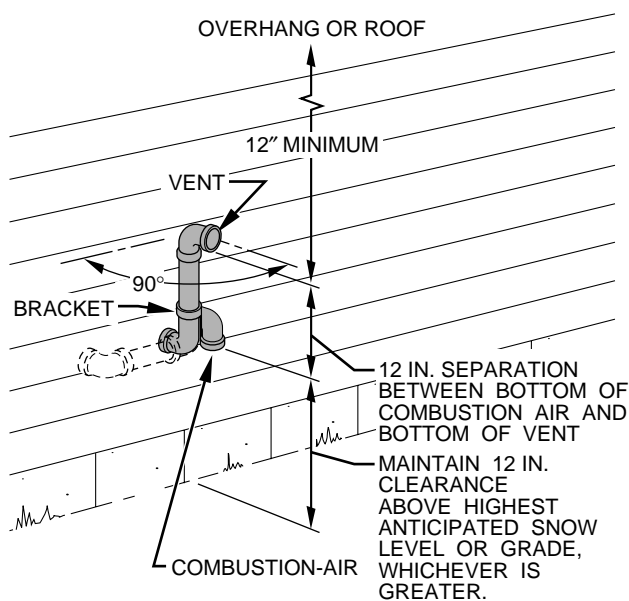 OVERHANG OR ROOF
12″ MINIMUM
VENT
90°
BRACKET
12 IN. SEPARATION
BETWEEN BOTTOM OF
COMBUSTION AIR AND
BOTTOM OF VENT
MAINTAIN 12 IN.
CLEARANCE
ABOVE HIGHEST
ANTICIPATED SNOW
LEVEL OR GRADE,
WHICHEVER IS
GREATER.
COMBUSTION-AIR